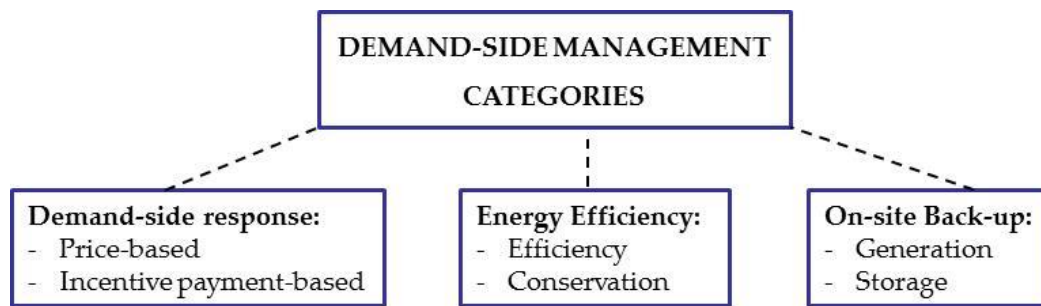 DEMAND-SIDE MANAGEMENT
CATEGORIES
Demand-side response:
- Price-based
- Incentive payment-based
Energy Efficiency:
- Efficiency
- Conservation
On-site Back-up:
- Generation
- Storage